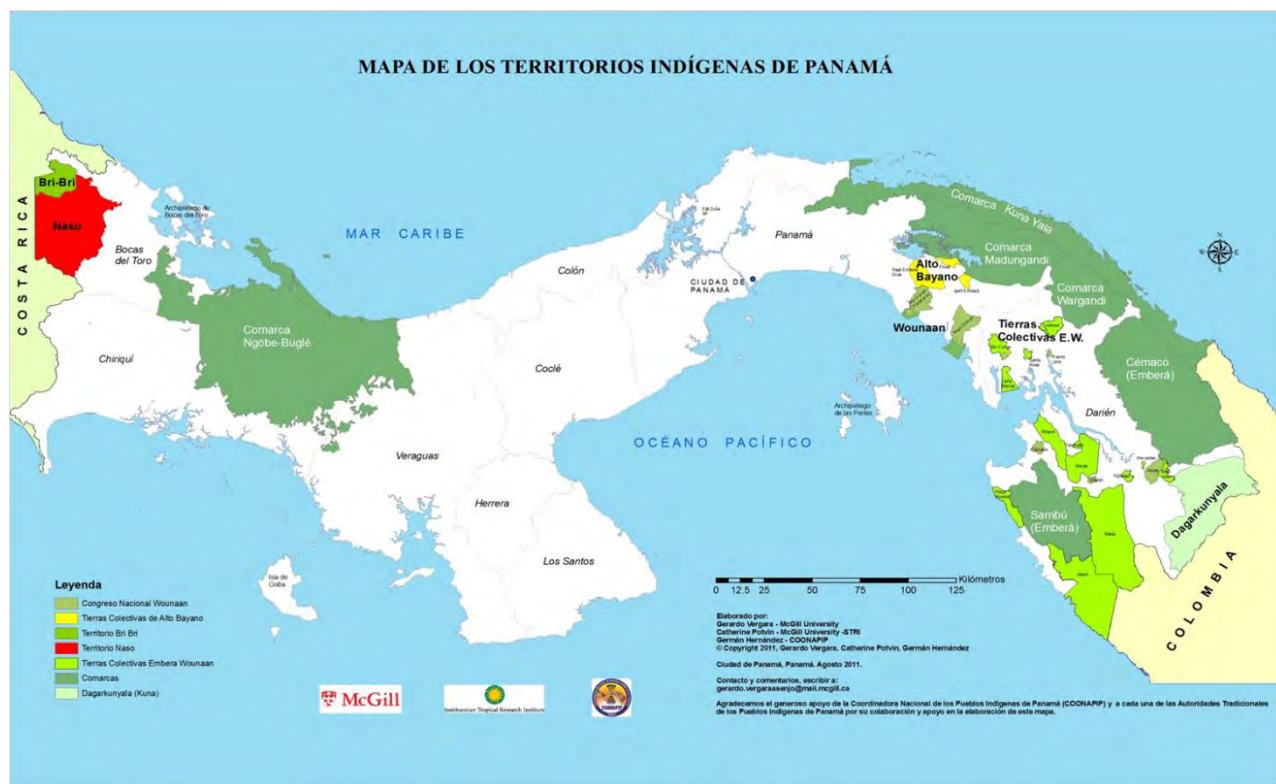 MAPA DE LOS TERRITORIOS INDÍGENAS DE PANAMÁ
COSTA RICA
Bri-Bri
Naso
Bocas
del Toro
Archipiélago de
Bocas del Toro
MAR CARIBE
Chiriquí
Comarca
Ngobe-Buglé
Veraguas
Herrera
Los Santos
Coclé
Colón
Panamá
CIUDAD DE
PANAMÁ
Isla de
Coiba
OCÉANO PACÍFICO
Archipiélago
de las Perlas
Comarca Kuna Yala
Comarca
Madungandi
Alto
Bayano
Comarca
Wargandi
Wounaan
Tierras
Colectivas E.W.
Cémaco
(Emberá)
Darién
Sambú
(Emberá)
Dagarkunyala
COLOMBIA
N
W E
S
Leyenda
Congreso Nacional Wounaan
Tierras Colectivas de Alto Bayano
Territorio Bri Bri
Territorio Naso
Tierras Colectivas Embera Wounaan
Comarcas
Dagarkunyala (Kuna)
McGill
Smithsonian Tropical Research Institute
COONAPIP
0 12.5 25 50 75 100 125 Kilómetros
Elaborado por:
Gerardo Vergara - McGill University
Catherine Potvin - McGill University -STRI
Germán Hernández - COONAPIP
© Copyright 2011, Gerardo Vergara, Catherine Potvin, Germán Hernández
Ciudad de Panamá, Panamá. Agosto 2011.
Contacto y comentarios, escribir a:
gerardo.vergaraasenjo@mail.mcgill.ca
Agradecemos el generoso apoyo de la Coordinadora Nacional de los Pueblos Indígenas de Panamá (COONAPIP) y a cada una de las Autoridades Tradicionales
de los Pueblos Indígenas de Panamá por su colaboración y apoyo en la elaboración de este mapa.